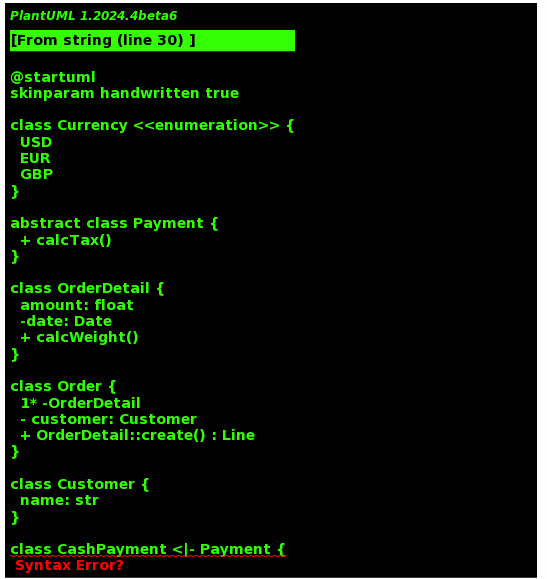 PlantUML 1.2024.4beta6
[From string (line 30) ]
@startuml
skinparam handwritten true
class Currency <<enumeration>> {
USD
EUR
GBP
}
abstract class Payment {
+ calcTax()
}
class OrderDetail {
amount: float
-date: Date
+ calcWeight()
}
class Order {
1* -OrderDetail
- customer: Customer
+ OrderDetail::create() : Line
}
class Customer {
name: str
}
class CashPayment <|- Payment {
Syntax Error?